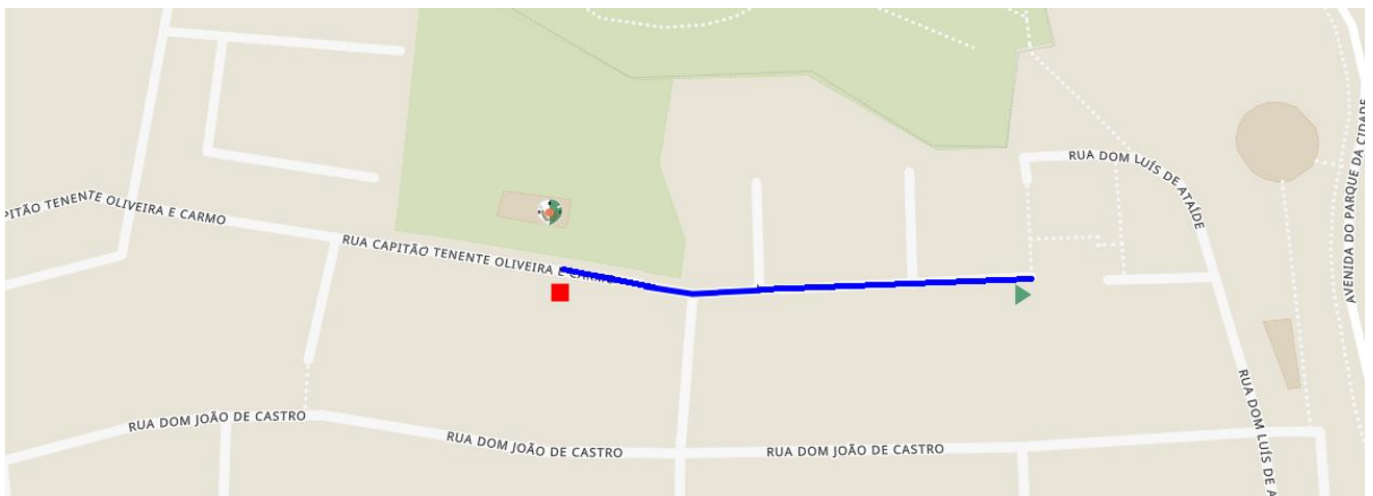 RUA DOM LUÍS DE ATAÍDE
PITÃO TENENTE OLIVEIRA E CARMO
RUA CAPITÃO TENENTE OLIVEIRA E CARMO
AVENIDA DO PARQUE DA CIDADE
RUA DOM JOÃO DE CASTRO
RUA DOM JOÃO DE CASTRO
RUA DOM JOÃO DE CASTRO
RUA DOM LUÍS DE A